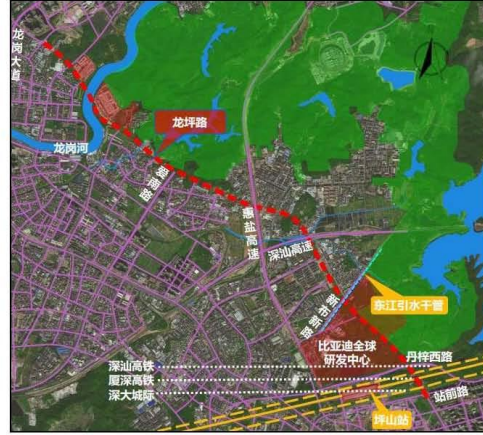 龙岗大道
龙坪路
龙岗河
惠盐高速
深汕高速
新布新路
东江引水干管
比亚迪全球
研发中心
丹梓西路
深汕高铁
厦深高铁
深大城际
站前路
坪山站